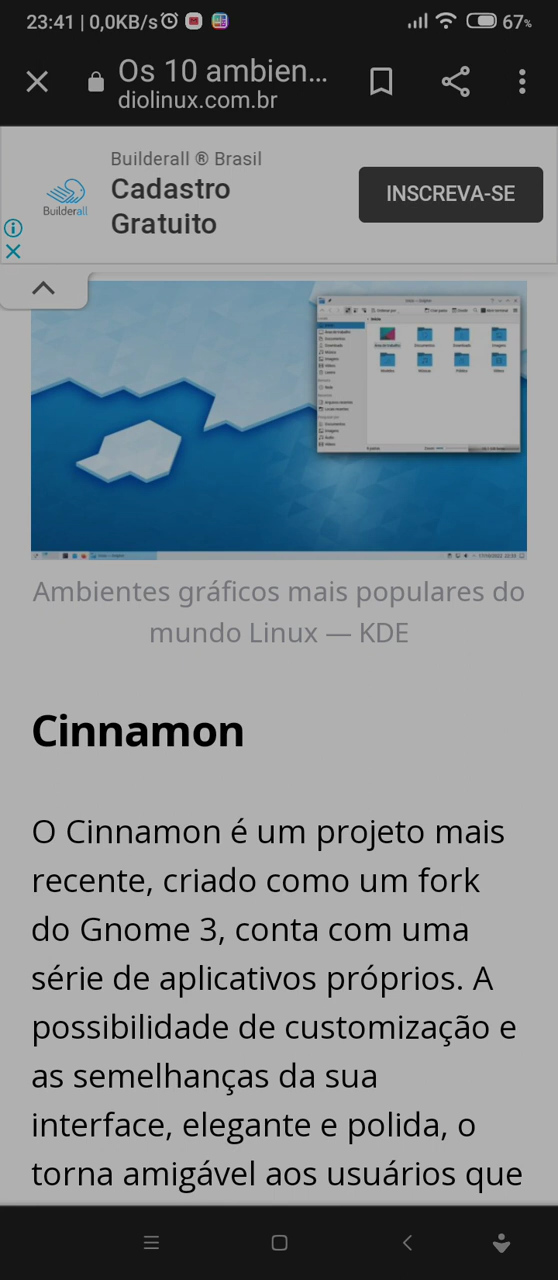 23:41 | 0,0KB/s
67%
Os 10 ambien...
diolinux.com.br
Builderall ® Brasil
Cadastro
Gratuito
INSCREVA-SE
Builderall
Ambientes gráficos mais populares do
mundo Linux — KDE
Cinnamon
O Cinnamon é um projeto mais
recente, criado como um fork
do Gnome 3, conta com uma
série de aplicativos próprios. A
possibilidade de customização e
as semelhanças da sua
interface, elegante e polida, o
torna amigável aos usuários que